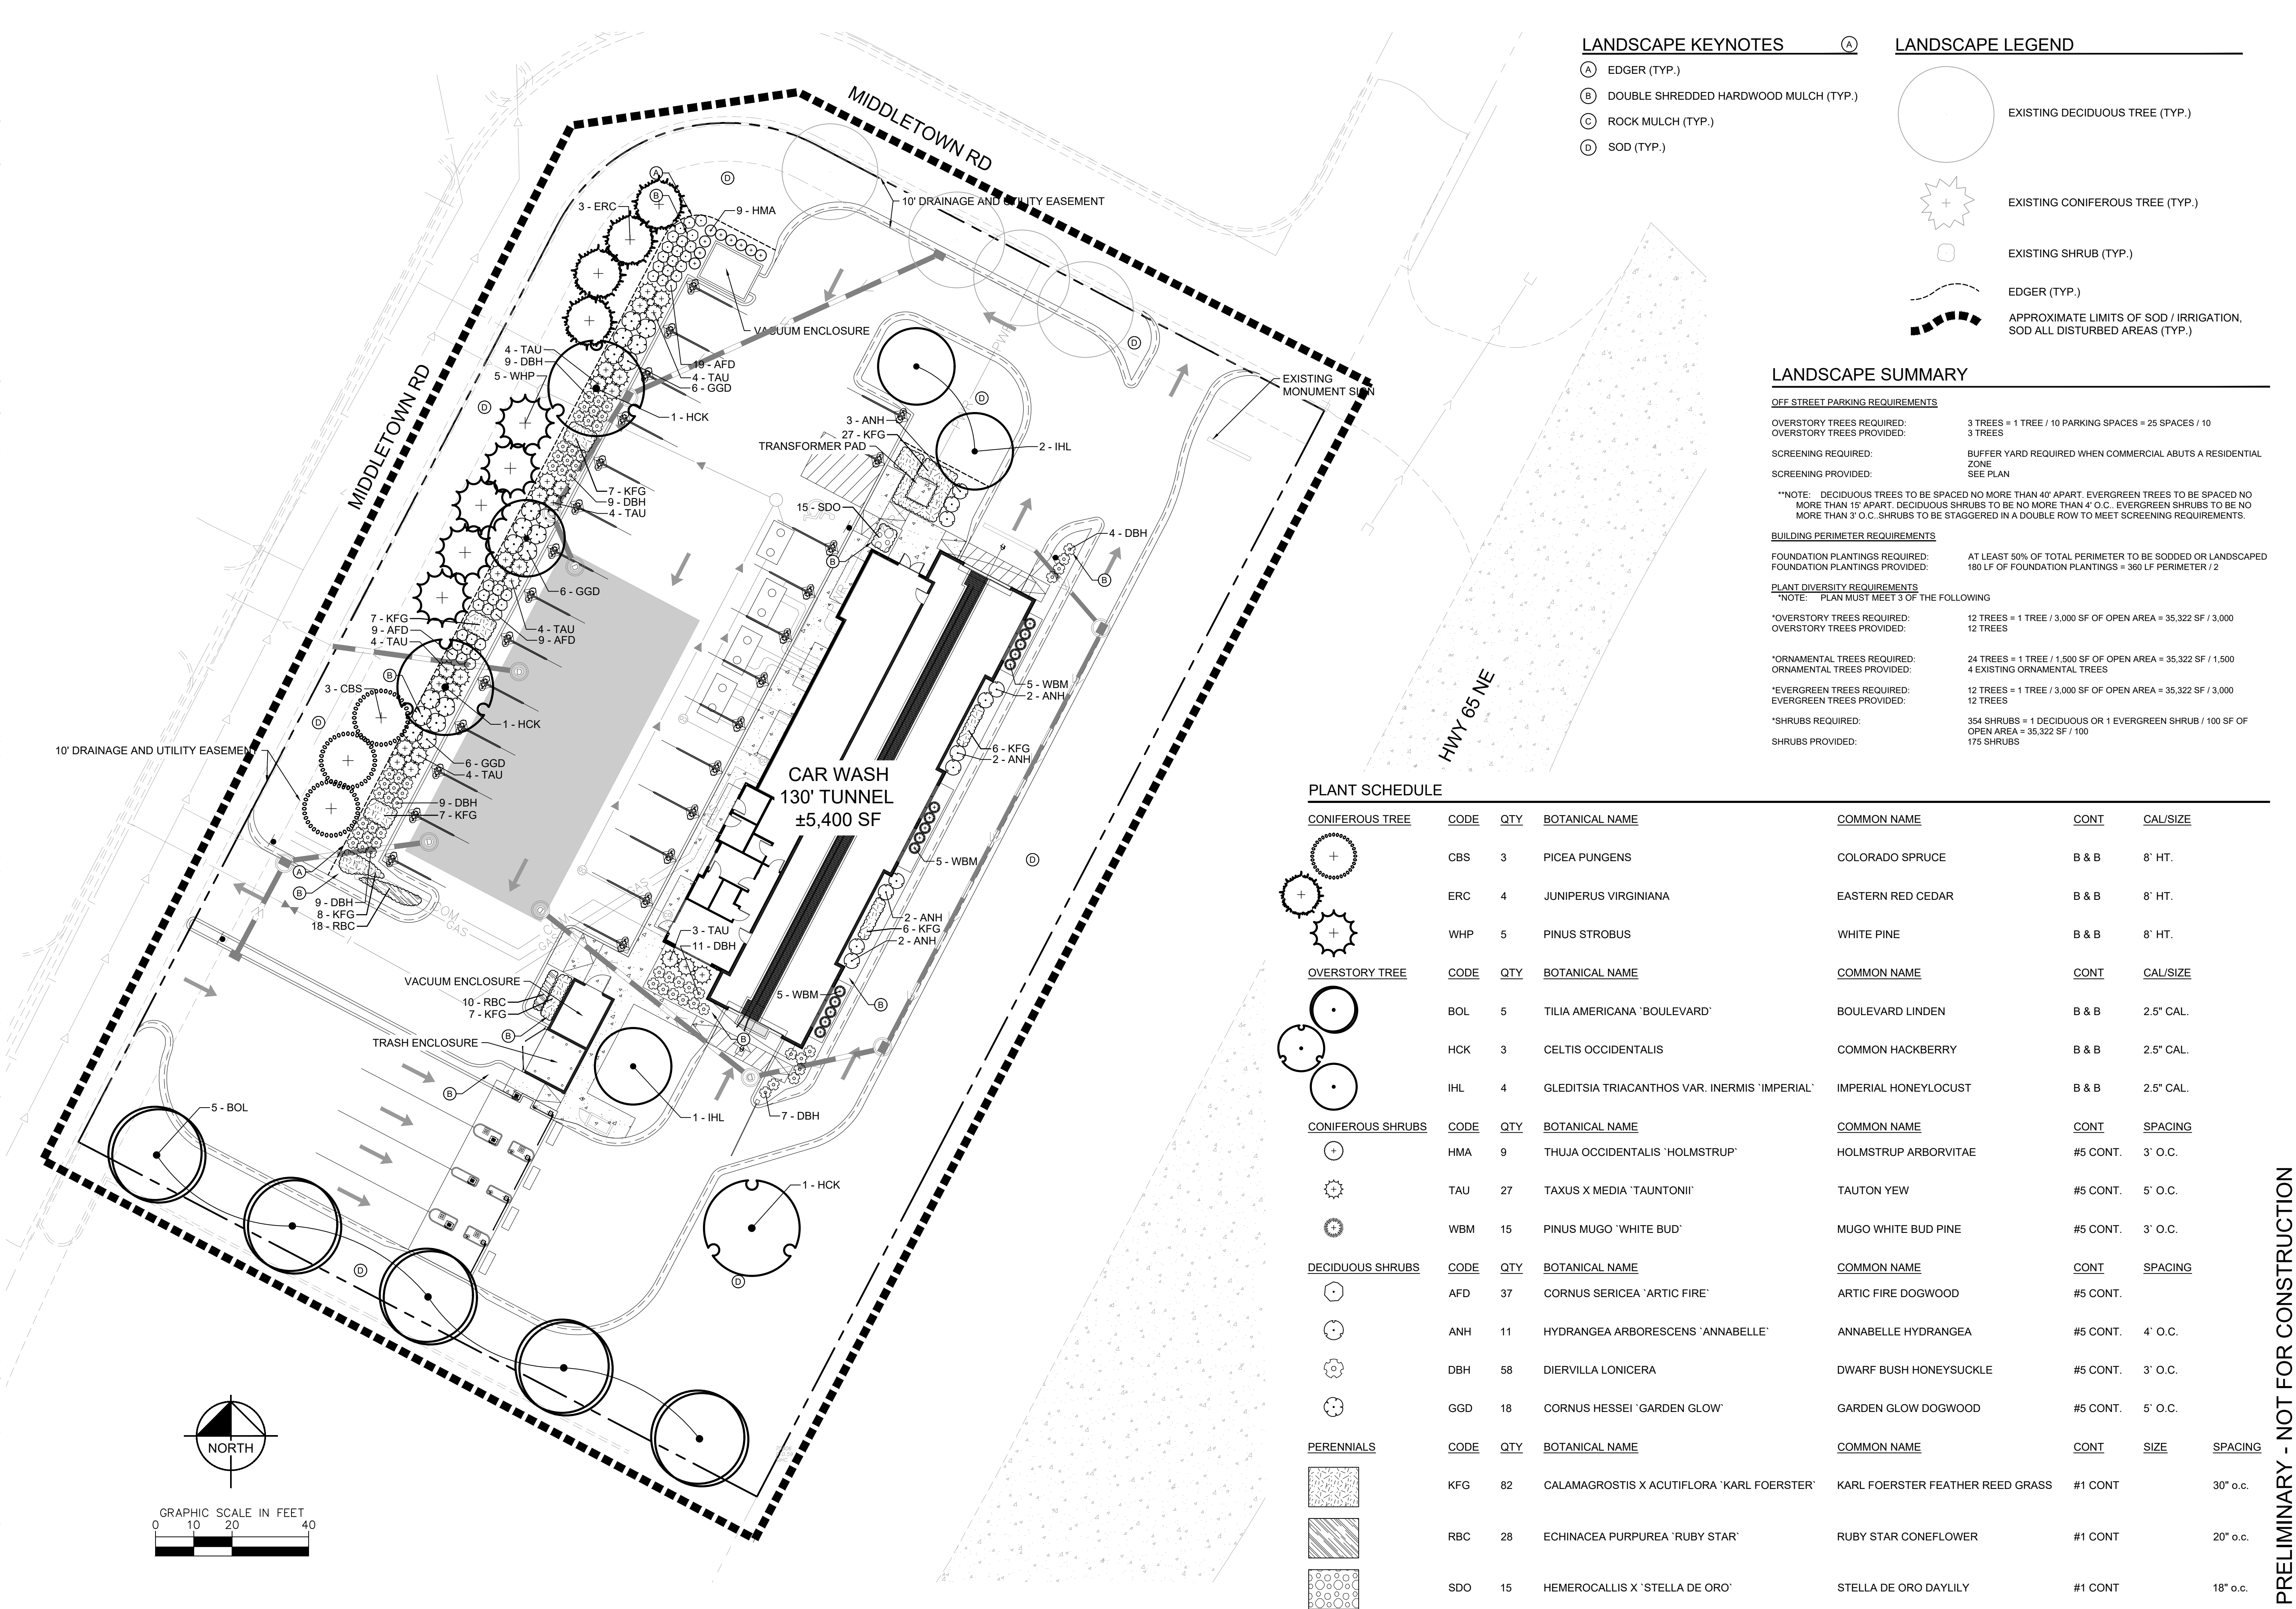 LANDSCAPE KEYNOTES A
A EDGER (TYP.)
B DOUBLE SHREDDED HARDWOOD MULCH (TYP.)
C ROCK MULCH (TYP.)
D SOD (TYP.)
LANDSCAPE LEGEND
EXISTING DECIDUOUS TREE (TYP.)
EXISTING CONIFEROUS TREE (TYP.)
EXISTING SHRUB (TYP.)
EDGER (TYP.)
APPROXIMATE LIMITS OF SOD / IRRIGATION,
SOD ALL DISTURBED AREAS (TYP.)
LANDSCAPE SUMMARY
OFF STREET PARKING REQUIREMENTS
OVERSTORY TREES REQUIRED: 3 TREES = 1 TREE / 10 PARKING SPACES = 25 SPACES / 10
OVERSTORY TREES PROVIDED: 3 TREES
SCREENING REQUIRED: BUFFER YARD REQUIRED WHEN COMMERCIAL ABUTS A RESIDENTIAL
ZONE
SCREENING PROVIDED: SEE PLAN
**NOTE: DECIDUOUS TREES TO BE SPACED NO MORE THAN 40' APART. EVERGREEN TREES TO BE SPACED NO
MORE THAN 15' APART. DECIDUOUS SHRUBS TO BE NO MORE THAN 4' O.C.. EVERGREEN SHRUBS TO BE NO
MORE THAN 3' O.C..SHRUBS TO BE STAGGERED IN A DOUBLE ROW TO MEET SCREENING REQUIREMENTS.
BUILDING PERIMETER REQUIREMENTS
FOUNDATION PLANTINGS REQUIRED: AT LEAST 50% OF TOTAL PERIMETER TO BE SODDED OR LANDSCAPED
FOUNDATION PLANTINGS PROVIDED: 180 LF OF FOUNDATION PLANTINGS = 360 LF PERIMETER / 2
PLANT DIVERSITY REQUIREMENTS
*NOTE: PLAN MUST MEET 3 OF THE FOLLOWING
*OVERSTORY TREES REQUIRED: 12 TREES = 1 TREE / 3,000 SF OF OPEN AREA = 35,322 SF / 3,000
OVERSTORY TREES PROVIDED: 12 TREES
*ORNAMENTAL TREES REQUIRED: 24 TREES = 1 TREE / 1,500 SF OF OPEN AREA = 35,322 SF / 1,500
ORNAMENTAL TREES PROVIDED: 4 EXISTING ORNAMENTAL TREES
*EVERGREEN TREES REQUIRED: 12 TREES = 1 TREE / 3,000 SF OF OPEN AREA = 35,322 SF / 3,000
EVERGREEN TREES PROVIDED: 12 TREES
*SHRUBS REQUIRED: 354 SHRUBS = 1 DECIDUOUS OR 1 EVERGREEN SHRUB / 100 SF OF
OPEN AREA = 35,322 SF / 100
SHRUBS PROVIDED: 175 SHRUBS
PLANT SCHEDULE
CONIFEROUS TREE CODE QTY BOTANICAL NAME COMMON NAME CONT CAL/SIZE
CBS 3 PICEA PUNGENS COLORADO SPRUCE B & B 8` HT.
ERC 4 JUNIPERUS VIRGINIANA EASTERN RED CEDAR B & B 8` HT.
WHP 5 PINUS STROBUS WHITE PINE B & B 8` HT.
OVERSTORY TREE CODE QTY BOTANICAL NAME COMMON NAME CONT CAL/SIZE
BOL 5 TILIA AMERICANA `BOULEVARD` BOULEVARD LINDEN B & B 2.5" CAL.
HCK 3 CELTIS OCCIDENTALIS COMMON HACKBERRY B & B 2.5" CAL.
IHL 4 GLEDITSIA TRIACANTHOS VAR. INERMIS `IMPERIAL` IMPERIAL HONEYLOCUST B & B 2.5" CAL.
CONIFEROUS SHRUBS CODE QTY BOTANICAL NAME COMMON NAME CONT SPACING
HMA 9 THUJA OCCIDENTALIS `HOLMSTRUP` HOLMSTRUP ARBORVITAE #5 CONT. 3` O.C.
TAU 27 TAXUS X MEDIA `TAUNTONII` TAUTON YEW #5 CONT. 5` O.C.
WBM 15 PINUS MUGO `WHITE BUD` MUGO WHITE BUD PINE #5 CONT. 3` O.C.
DECIDUOUS SHRUBS CODE QTY BOTANICAL NAME COMMON NAME CONT SPACING
AFD 37 CORNUS SERICEA `ARTIC FIRE` ARTIC FIRE DOGWOOD #5 CONT.
ANH 11 HYDRANGEA ARBORESCENS `ANNABELLE` ANNABELLE HYDRANGEA #5 CONT. 4` O.C.
DBH 58 DIERVILLA LONICERA DWARF BUSH HONEYSUCKLE #5 CONT. 3` O.C.
GGD 18 CORNUS HESSEI `GARDEN GLOW` GARDEN GLOW DOGWOOD #5 CONT. 5` O.C.
PERENNIALS CODE QTY BOTANICAL NAME COMMON NAME CONT SIZE SPACING
KFG 82 CALAMAGROSTIS X ACUTIFLORA `KARL FOERSTER` KARL FOERSTER FEATHER REED GRASS #1 CONT 30" o.c.
RBC 28 ECHINACEA PURPUREA `RUBY STAR` RUBY STAR CONEFLOWER #1 CONT 20" o.c.
SDO 15 HEMEROCALLIS X `STELLA DE ORO` STELLA DE ORO DAYLILY #1 CONT 18" o.c.
PRELIMINARY - NOT FOR CONSTRUCTION
MIDDLETOWN RD
MIDDLETOWN RD
HWY 65 NE
A
B
D
3 - ERC
9 - HMA
10' DRAINAGE AND UTILITY EASEMENT
VACUUM ENCLOSURE
D
4 - TAU
9 - DBH
5 - WHP
D
19 - AFD
4 - TAU
6 - GGD
1 - HCK
EXISTING
MONUMENT SIGN
D
3 - ANH
27 - KFG
TRANSFORMER PAD
2 - IHL
7 - KFG
9 - DBH
4 - TAU
15 - SDO
B
4 - DBH
B
6 - GGD
7 - KFG
9 - AFD
4 - TAU
4 - TAU
9 - AFD
B
3 - CBS
D
1 - HCK
5 - WBM
2 - ANH
10' DRAINAGE AND UTILITY EASEMENT
6 - GGD
4 - TAU
6 - KFG
2 - ANH
CAR WASH
130' TUNNEL
±5,400 SF
9 - DBH
7 - KFG
5 - WBM
D
A
B
9 - DBH
8 - KFG
18 - RBC
COM
GAS
GAS
2 - ANH
6 - KFG
2 - ANH
3 - TAU
11 - DBH
VACUUM ENCLOSURE
10 - RBC
7 - KFG
5 - WBM
B
B
B
TRASH ENCLOSURE
B
1 - IHL
7 - DBH
5 - BOL
1 - HCK
D
D
NORTH
GRAPHIC SCALE IN FEET
0 10 20 40